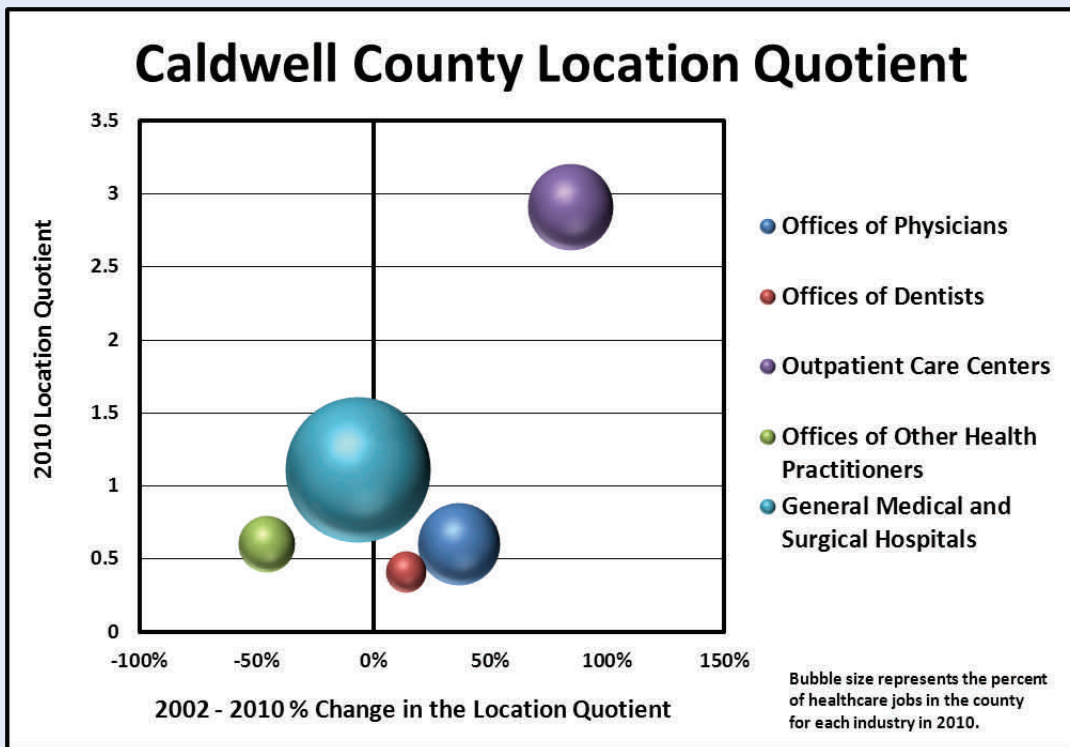 Caldwell County Location Quotient
3.5
3
2.5
2
1.5
1
0.5
0
2010 Location Quotient
-100%
-50%
0%
50%
100%
150%
2002 - 2010 % Change in the Location Quotient
Offices of Physicians
Offices of Dentists
Outpatient Care Centers
Offices of Other Health
Practitioners
General Medical and
Surgical Hospitals
Bubble size represents the percent
of healthcare jobs in the county
for each industry in 2010.